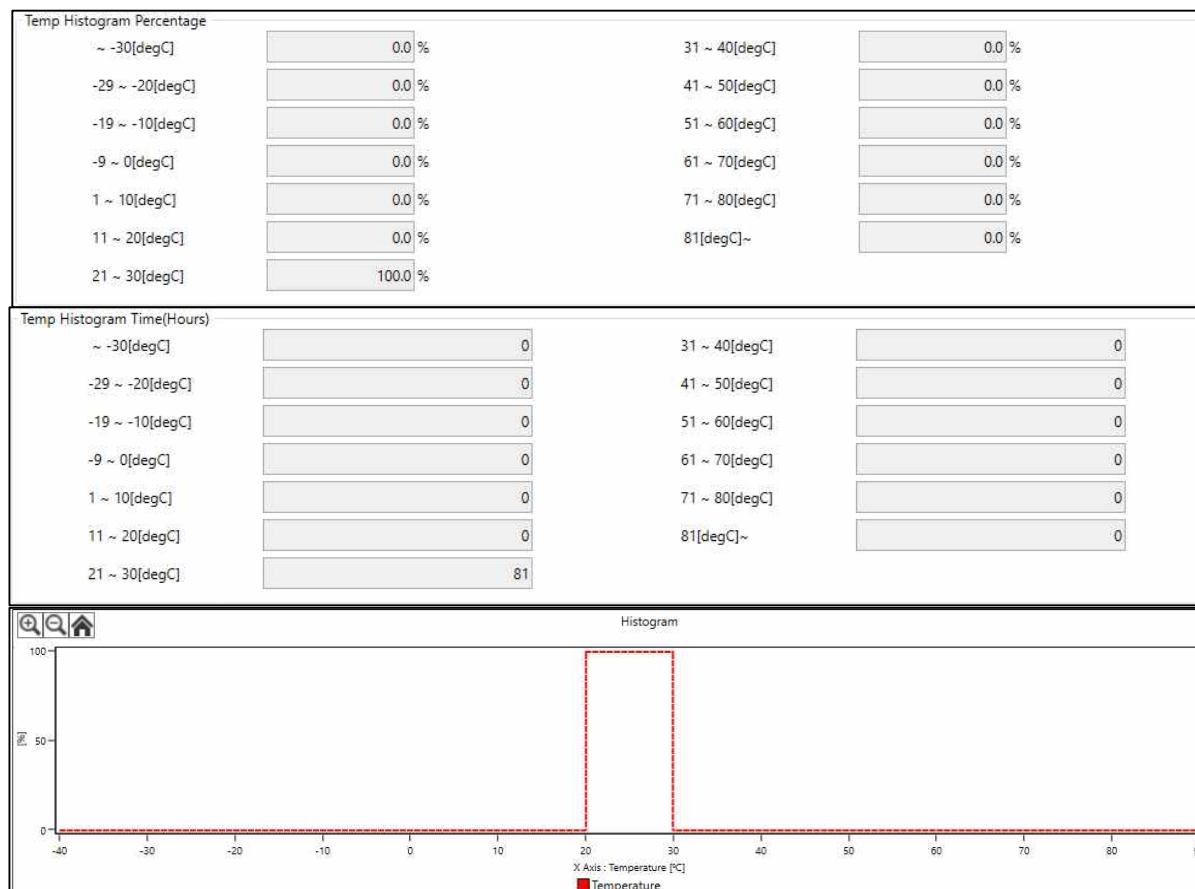 Temp Histogram Percentage
~ -30[degC] 0.0 % 31 ~ 40[degC] 0.0 %
-29 ~ -20[degC] 0.0 % 41 ~ 50[degC] 0.0 %
-19 ~ -10[degC] 0.0 % 51 ~ 60[degC] 0.0 %
-9 ~ 0[degC] 0.0 % 61 ~ 70[degC] 0.0 %
1 ~ 10[degC] 0.0 % 71 ~ 80[degC] 0.0 %
11 ~ 20[degC] 0.0 % 81[degC]~ 0.0 %
21 ~ 30[degC] 100.0 %
Temp Histogram Time(Hours)
~ -30[degC] 0 31 ~ 40[degC] 0
-29 ~ -20[degC] 0 41 ~ 50[degC] 0
-19 ~ -10[degC] 0 51 ~ 60[degC] 0
-9 ~ 0[degC] 0 61 ~ 70[degC] 0
1 ~ 10[degC] 0 71 ~ 80[degC] 0
11 ~ 20[degC] 0 81[degC]~ 0
21 ~ 30[degC] 81
Histogram
100
[%]
50
0
-40 -30 -20 -10 0 10 20 30 40 50 60 70 80
X Axis : Temperature [ºC]
Temperature